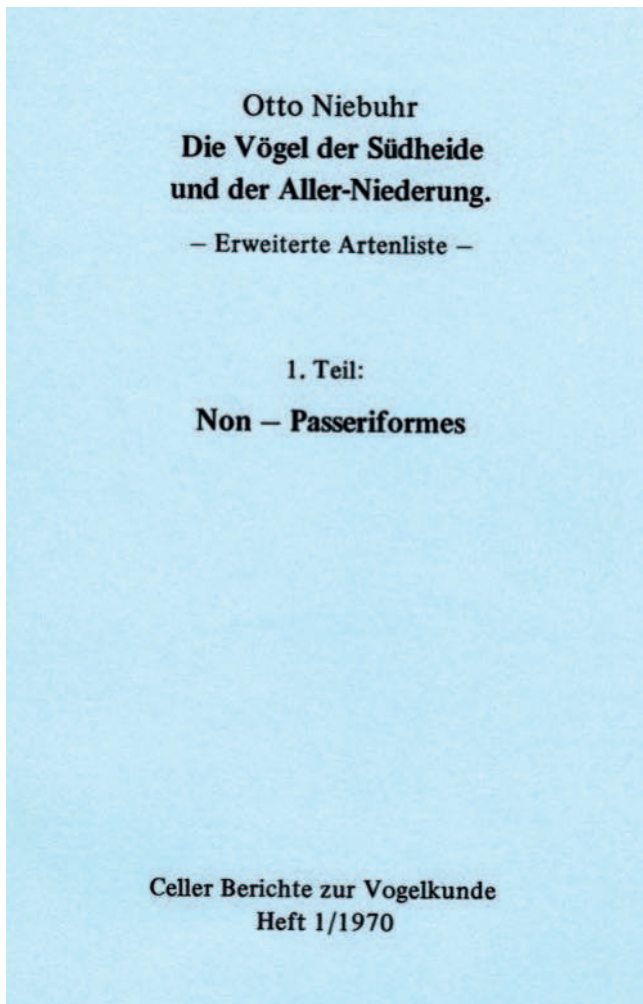 Otto Niebuhr
Die Vögel der Südheide
und der Aller-Niederung.
– Erweiterte Artenliste –
1. Teil:
Non – Passeriformes
Celler Berichte zur Vogelkunde
Heft 1/1970